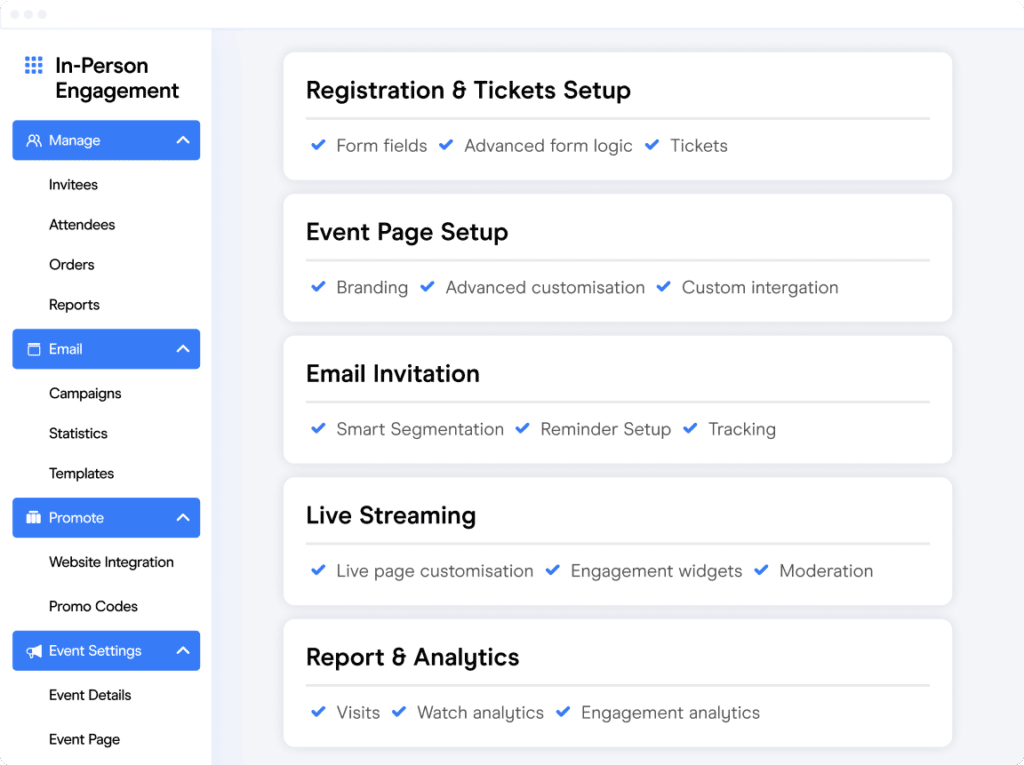 In-Person
Engagement
Manage
Invitees
Attendees
Orders
Reports
Email
Campaigns
Statistics
Templates
Promote
Website Integration
Promo Codes
Event Settings
Event Details
Event Page
Registration & Tickets Setup
Form fields Advanced form logic Tickets
Event Page Setup
Branding Advanced customisation Custom intergation
Email Invitation
Smart Segmentation Reminder Setup Tracking
Live Streaming
Live page customisation Engagement widgets Moderation
Report & Analytics
Visits Watch analytics Engagement analytics